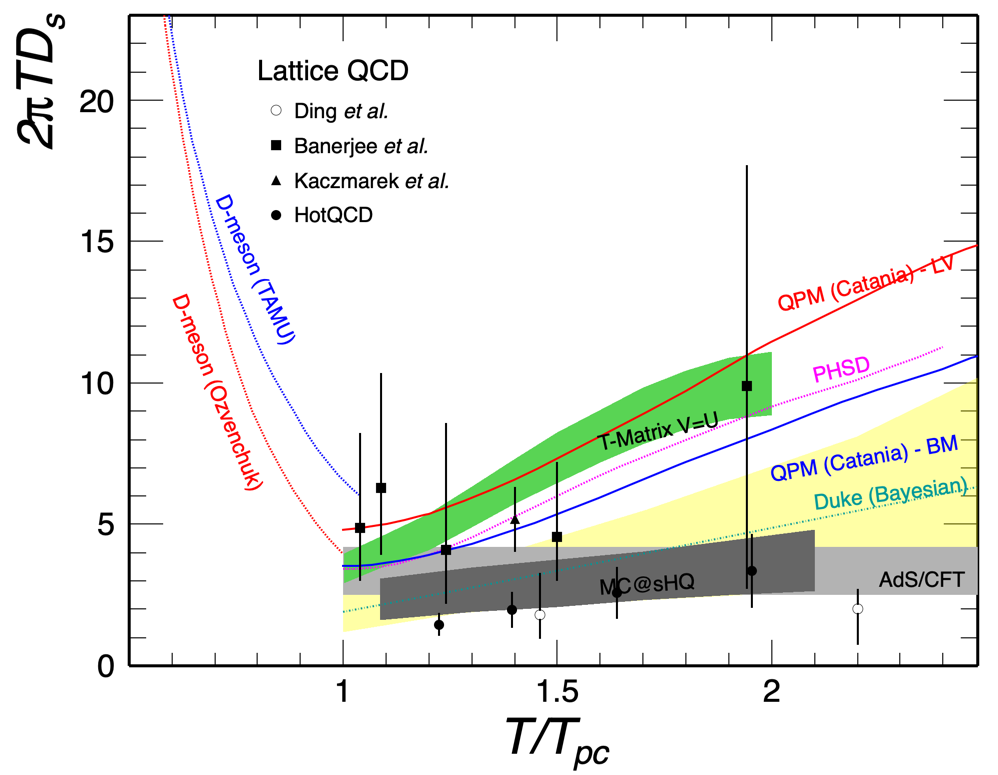 2πTDₛ
20
15
10
5
0
Lattice QCD
Ding et al.
Banerjee et al.
Kaczmarek et al.
HotQCD
D-meson (TAMU)
D-meson (Ozvenchuk)
QPM (Catania) - LV
PHSD
T-Matrix V=U
QPM (Catania) - BM
Duke (Bayesian)
MC@sHQ
AdS/CFT
1
1.5
2
T/Tpc